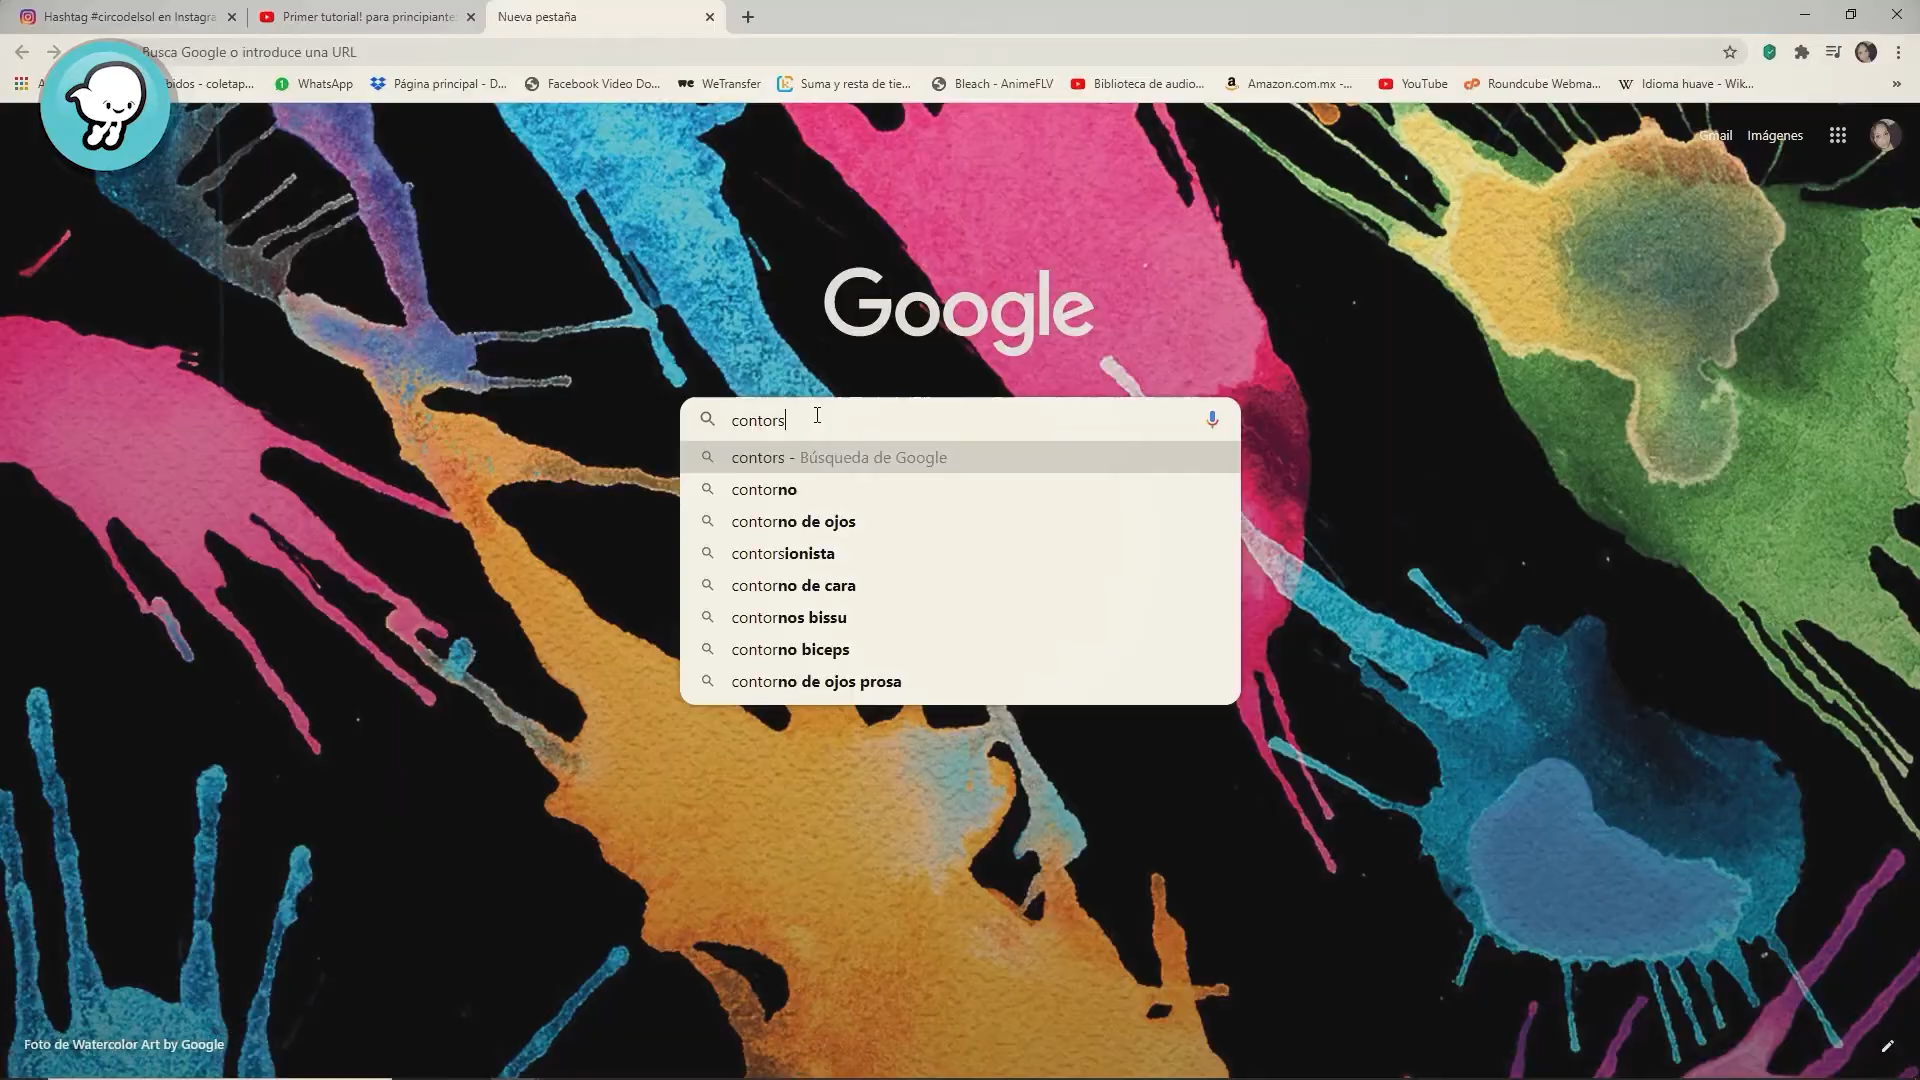 Hashtag #circodelsol en Instagra
Primer tutorial! para principiante
Nueva pestaña
Busca Google o introduce una URL
A
bidos - coletap...
WhatsApp
Página principal - D...
Facebook Video Do...
WeTransfer
Suma y resta de tie...
Bleach - AnimeFLV
Biblioteca de audio...
Amazon.com.mx -...
YouTube
Roundcube Webma...
Idioma huave - Wik...
Gmail
Imágenes
Google
contors
contors - Búsqueda de Google
contorno
contorno de ojos
contorsionista
contorno de cara
contornos bissu
contorno biceps
contorno de ojos prosa
Foto de Watercolor Art by Google